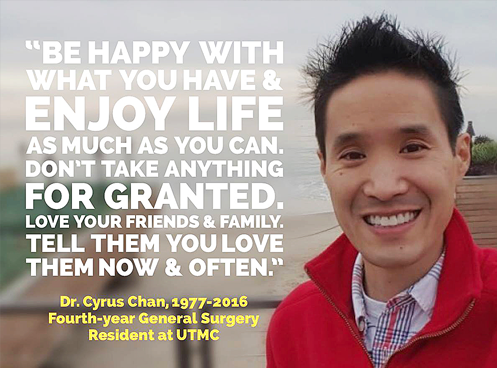 “BE HAPPY WITH
WHAT YOU HAVE &
ENJOY LIFE
AS MUCH AS YOU CAN.
DON'T TAKE ANYTHING
FOR GRANTED.
LOVE YOUR FRIENDS & FAMILY.
TELL THEM YOU LOVE
THEM NOW & OFTEN.“
Dr. Cyrus Chan, 1977-2016
Fourth-year General Surgery
Resident at UTMC